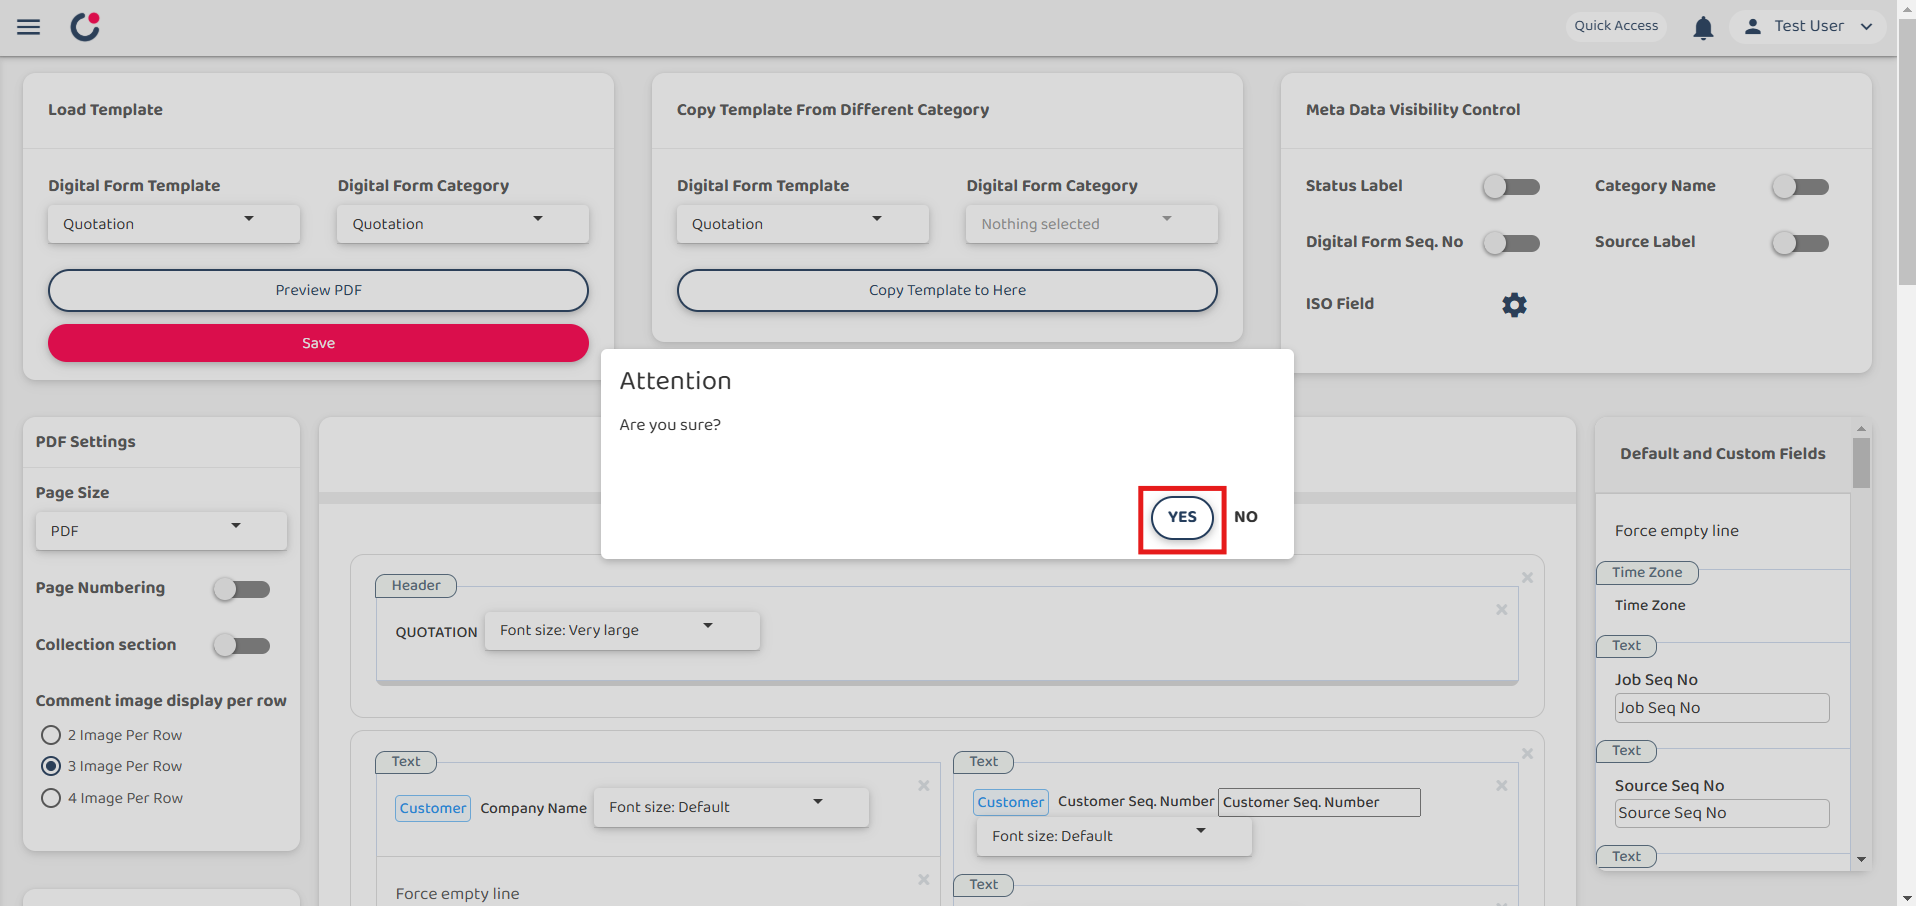 Quick Access
Test User
Load Template
Digital Form Template
Digital Form Category
Quotation
Quotation
Preview PDF
Save
Copy Template From Different Category
Digital Form Template
Digital Form Category
Quotation
Nothing selected
Copy Template to Here
Meta Data Visibility Control
Status Label
Category Name
Digital Form Seq. No
Source Label
ISO Field
Attention
Are you sure?
YES
NO
PDF Settings
Page Size
PDF
Page Numbering
Collection section
Comment image display per row
2 Image Per Row
3 Image Per Row
4 Image Per Row
Header
QUOTATION
Font size: Very large
Text
Customer
Company Name
Font size: Default
Force empty line
Text
Customer
Customer Seq. Number
Customer Seq. Number
Font size: Default
Text
Default and Custom Fields
Force empty line
Time Zone
Time Zone
Text
Job Seq No
Job Seq No
Text
Source Seq No
Source Seq No
Text